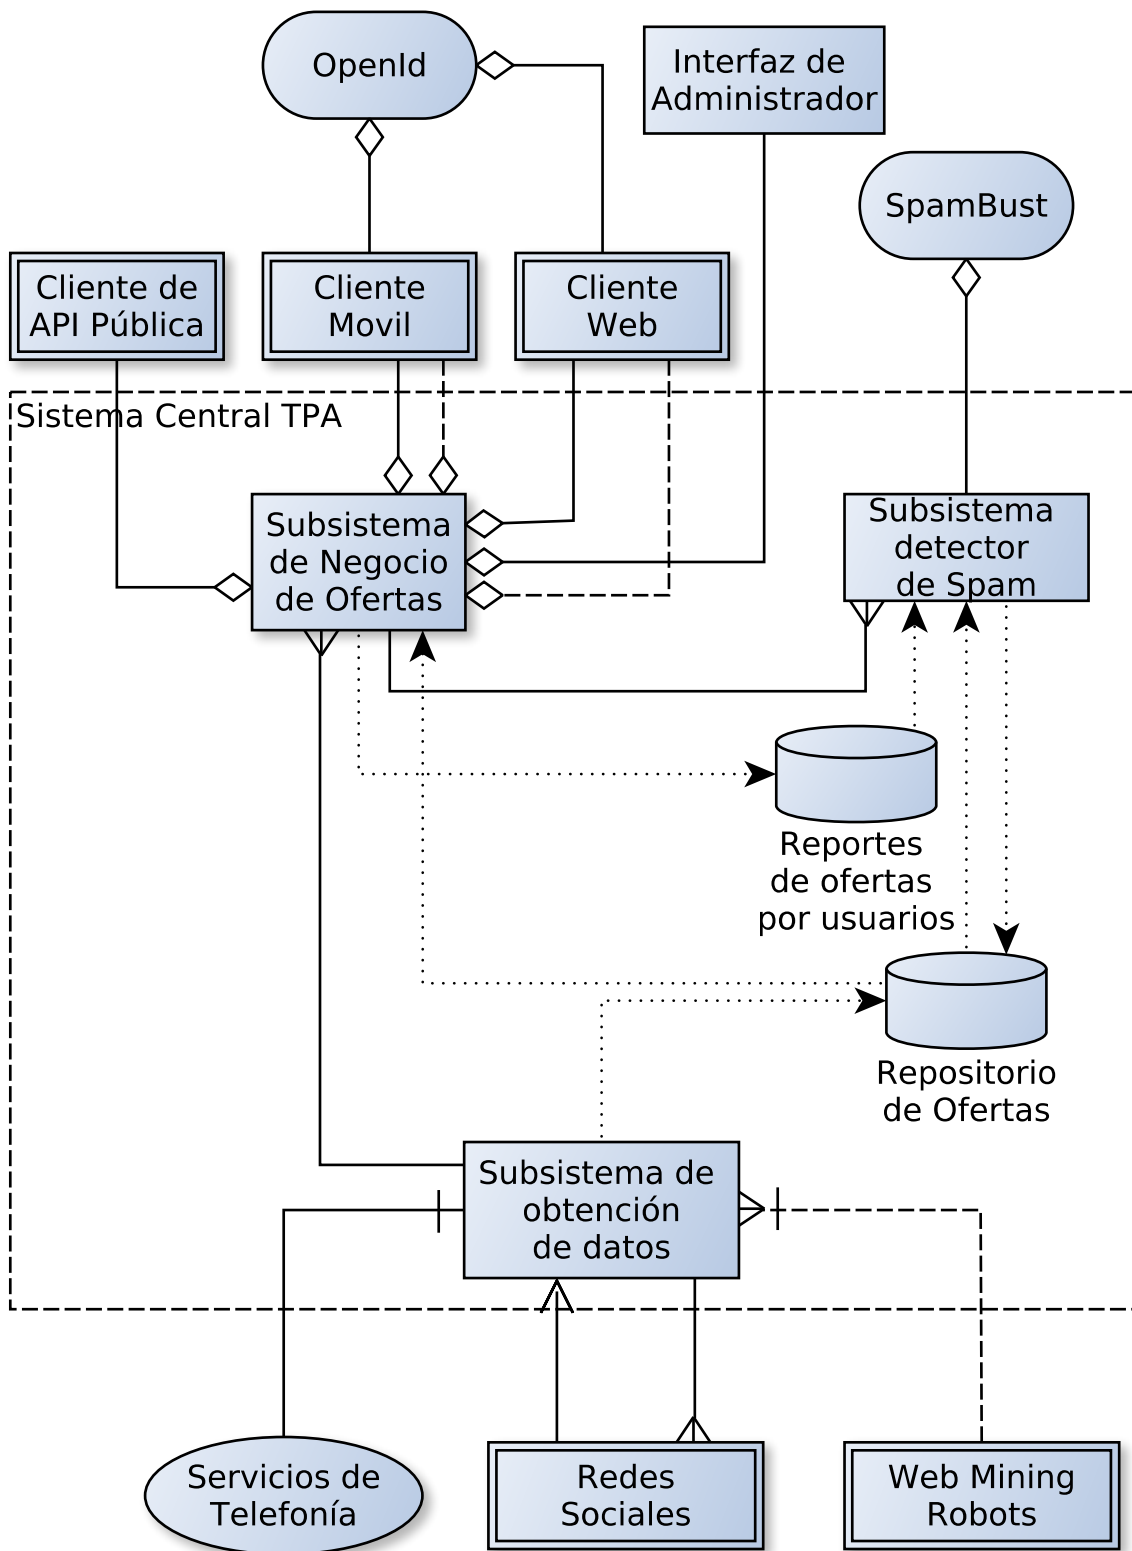 OpenId
Interfaz de
Administrador
SpamBust
Cliente de
API Pública
Cliente
Movil
Cliente
Web
Sistema Central TPA
Subsistema
de Negocio
de Ofertas
Subsistema
detector
de Spam
Reportes
de ofertas
por usuarios
Repositorio
de Ofertas
Subsistema de
obtención
de datos
Servicios de
Telefonía
Redes
Sociales
Web Mining
Robots